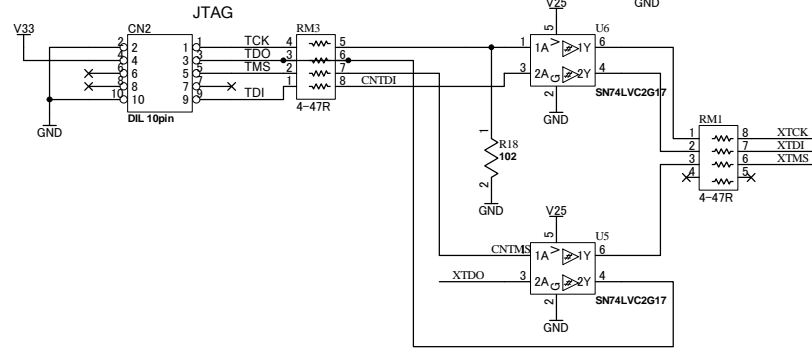 JTAG
V33
CN2
2 2 1 1
4 4 3 3
6 6 5 5
8 8 7 7
10 10 9 9
DIL 10pin
GND
TCK
TDO
TMS
TDI
RM3
4 5
3 6
2 7
1 8
4-47R
CNTDI
1
R18
102
2
GND
V25
GND
5
U6
1 1A V 1Y 6
3 2A G 2Y 4
2
SN74LVC2G17
GND
RM1
1 8 XTCK
2 7 XTDI
3 6 XTMS
4 5
4-47R
V25
5
U5
CNTMS 1 1A V 1Y 6
XTDO 3 2A G 2Y 4
2
SN74LVC2G17
GND